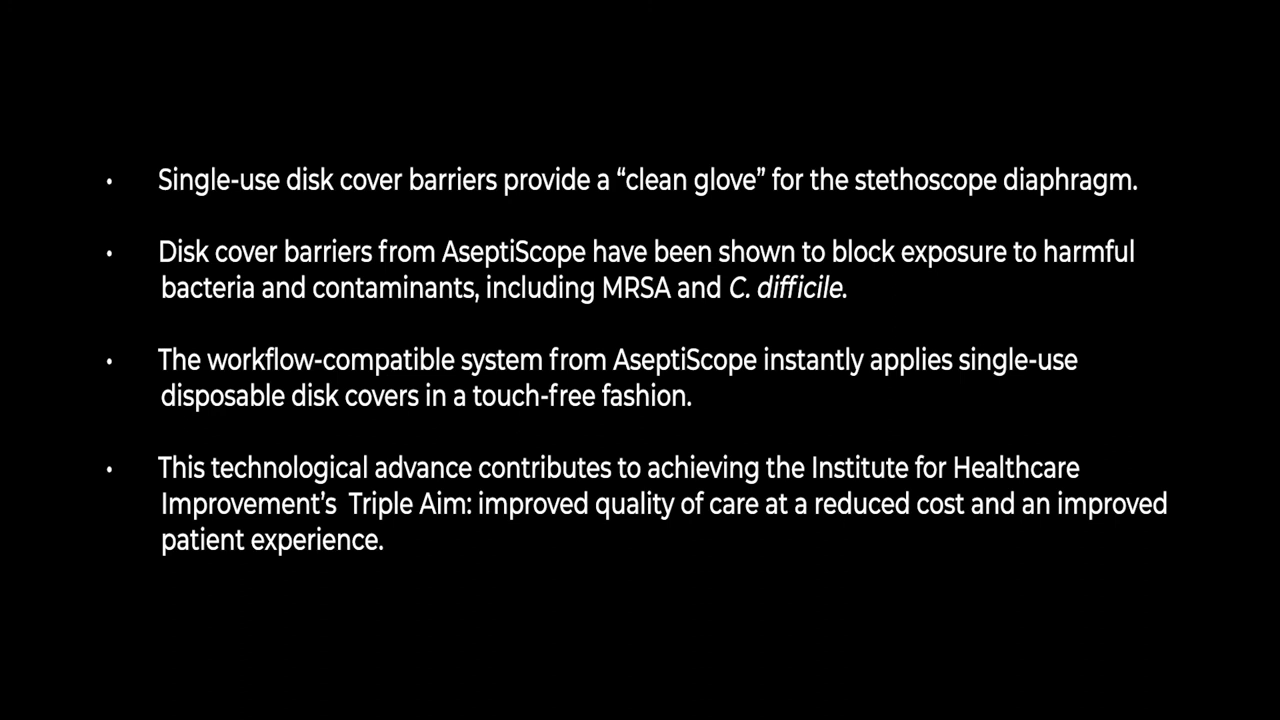 • Single-use disk cover barriers provide a “clean glove” for the stethoscope diaphragm.
• Disk cover barriers from AseptiScope have been shown to block exposure to harmful
bacteria and contaminants, including MRSA and C. difficile.
• The workflow-compatible system from AseptiScope instantly applies single-use
disposable disk covers in a touch-free fashion.
• This technological advance contributes to achieving the Institute for Healthcare
Improvement’s Triple Aim: improved quality of care at a reduced cost and an improved
patient experience.